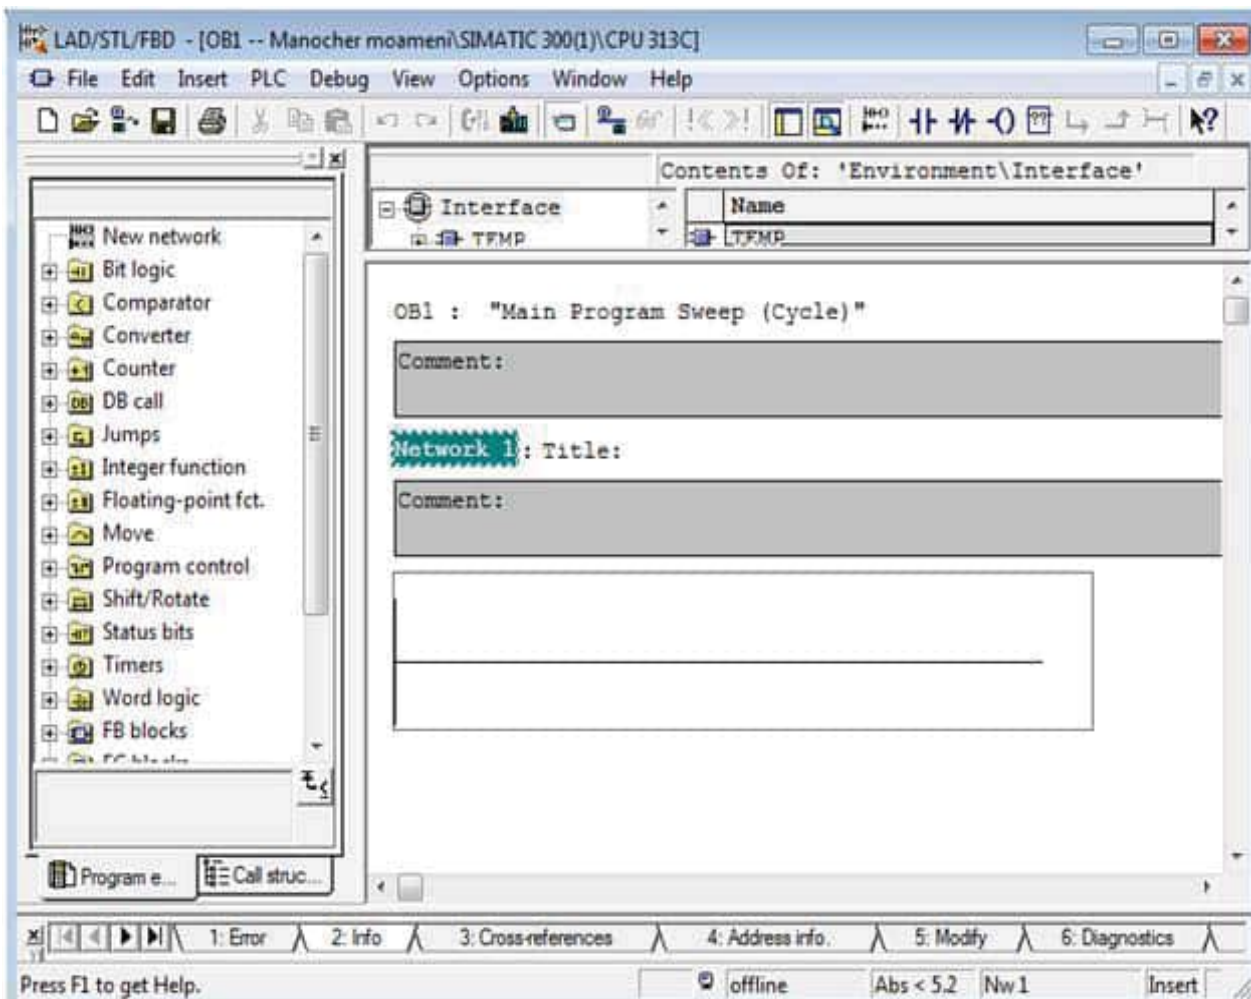 LAD/STL/FBD - [OB1 -- Manocher moameni\SIMATIC 300(1)\CPU 313C]
File Edit Insert PLC Debug View Options Window Help
Contents Of: 'Environment\Interface'
Interface
TEMP
Name
TEMP
New network
Bit logic
Comparator
Converter
Counter
DB call
Jumps
Integer function
Floating-point fct.
Move
Program control
Shift/Rotate
Status bits
Timers
Word logic
FB blocks
FC blocks
Program e...
Call struc...
OB1 : "Main Program Sweep (Cycle)"
Comment:
Network 1: Title:
Comment:
1: Error 2: Info 3: Cross-references 4: Address info. 5: Modify 6: Diagnostics
Press F1 to get Help. offline Abs < 5.2 Nw 1 Insert